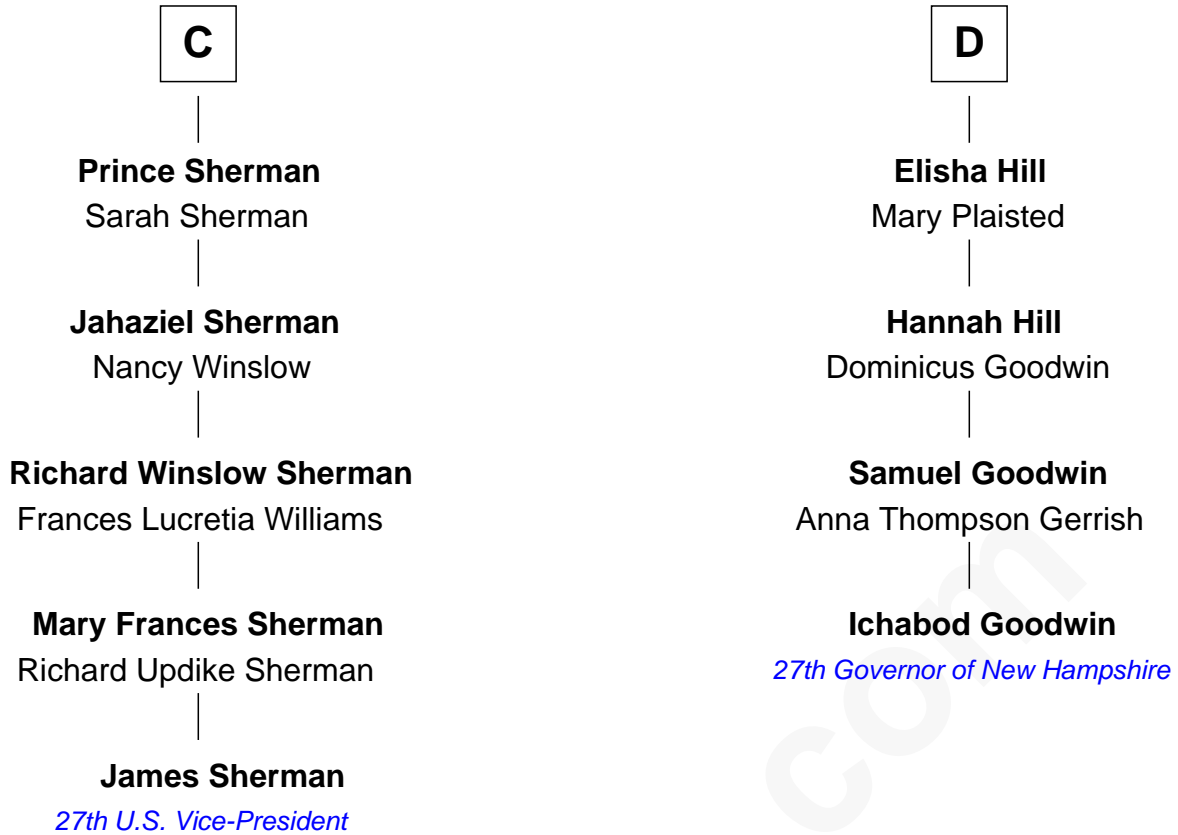 C
Prince Sherman
Sarah Sherman
Jahaziel Sherman
Nancy Winslow
Richard Winslow Sherman
Frances Lucretia Williams
Mary Frances Sherman
Richard Updike Sherman
James Sherman
27th U.S. Vice-President
D
Elisha Hill
Mary Plaisted
Hannah Hill
Dominicus Goodwin
Samuel Goodwin
Anna Thompson Gerrish
Ichabod Goodwin
27th Governor of New Hampshire
com